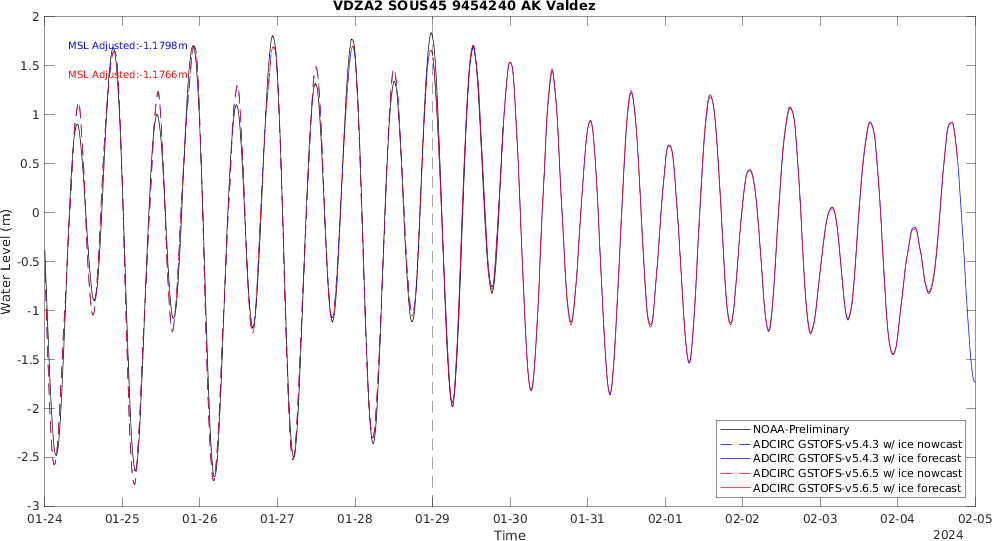 VDZA2 SOUS45 9454240 AK Valdez
MSL Adjusted:-1.1798m
MSL Adjusted:-1.1766m
Water Level (m)
2
1.5
1
0.5
0
-0.5
-1
-1.5
-2
-2.5
-3
NOAA-Preliminary
ADCIRC GSTOFS-v5.4.3 w/ ice nowcast
ADCIRC GSTOFS-v5.4.3 w/ ice forecast
ADCIRC GSTOFS-v5.6.5 w/ ice nowcast
ADCIRC GSTOFS-v5.6.5 w/ ice forecast
01-24 01-25 01-26 01-27 01-28 01-29 01-30 01-31 02-01 02-02 02-03 02-04 02-05
Time
2024